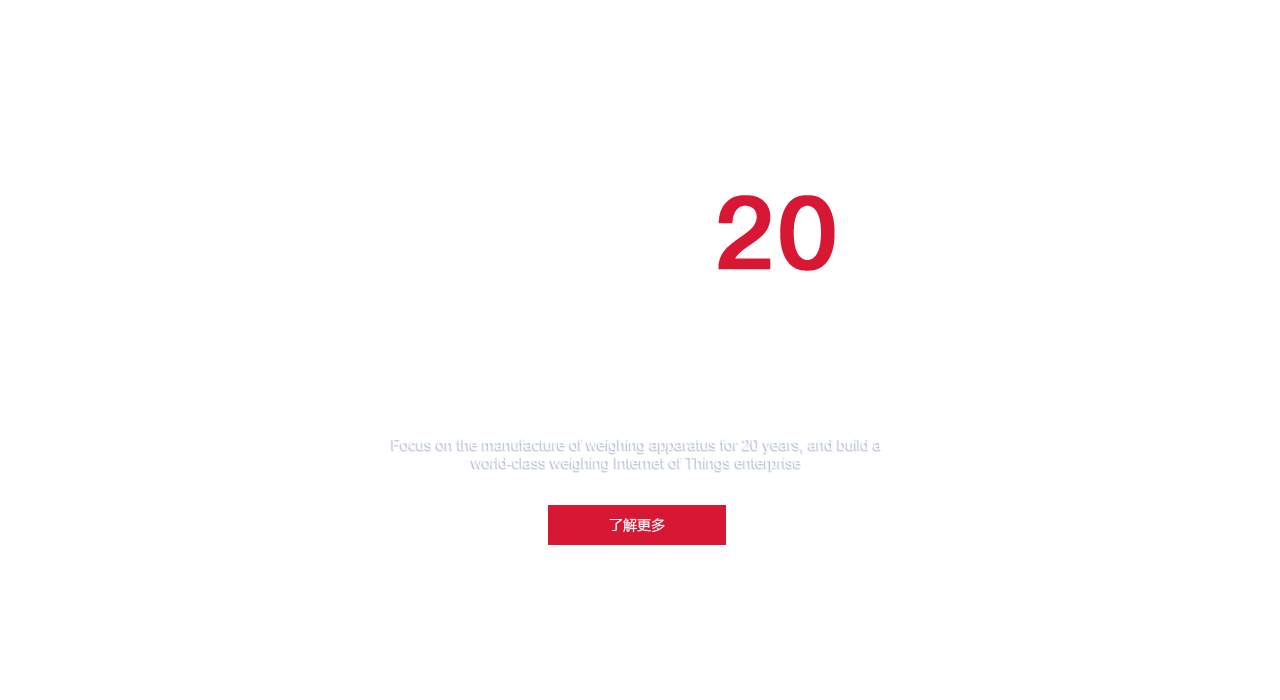 20
Focus on the manufacture of weighing apparatus for 20 years, and build a
world-class weighing Internet of Things enterprise
了解更多